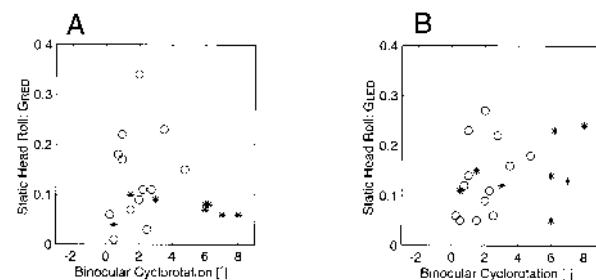 A
B
Static Head Roll: GRED
0.4
0.3
0.2
0.1
0
-2 0 2 4 6 8
Binocular Cyclorotation [°]
Static Head Roll: GLED
0.4
0.3
0.2
0.1
0
-2 0 2 4 6 8
Binocular Cyclorotation